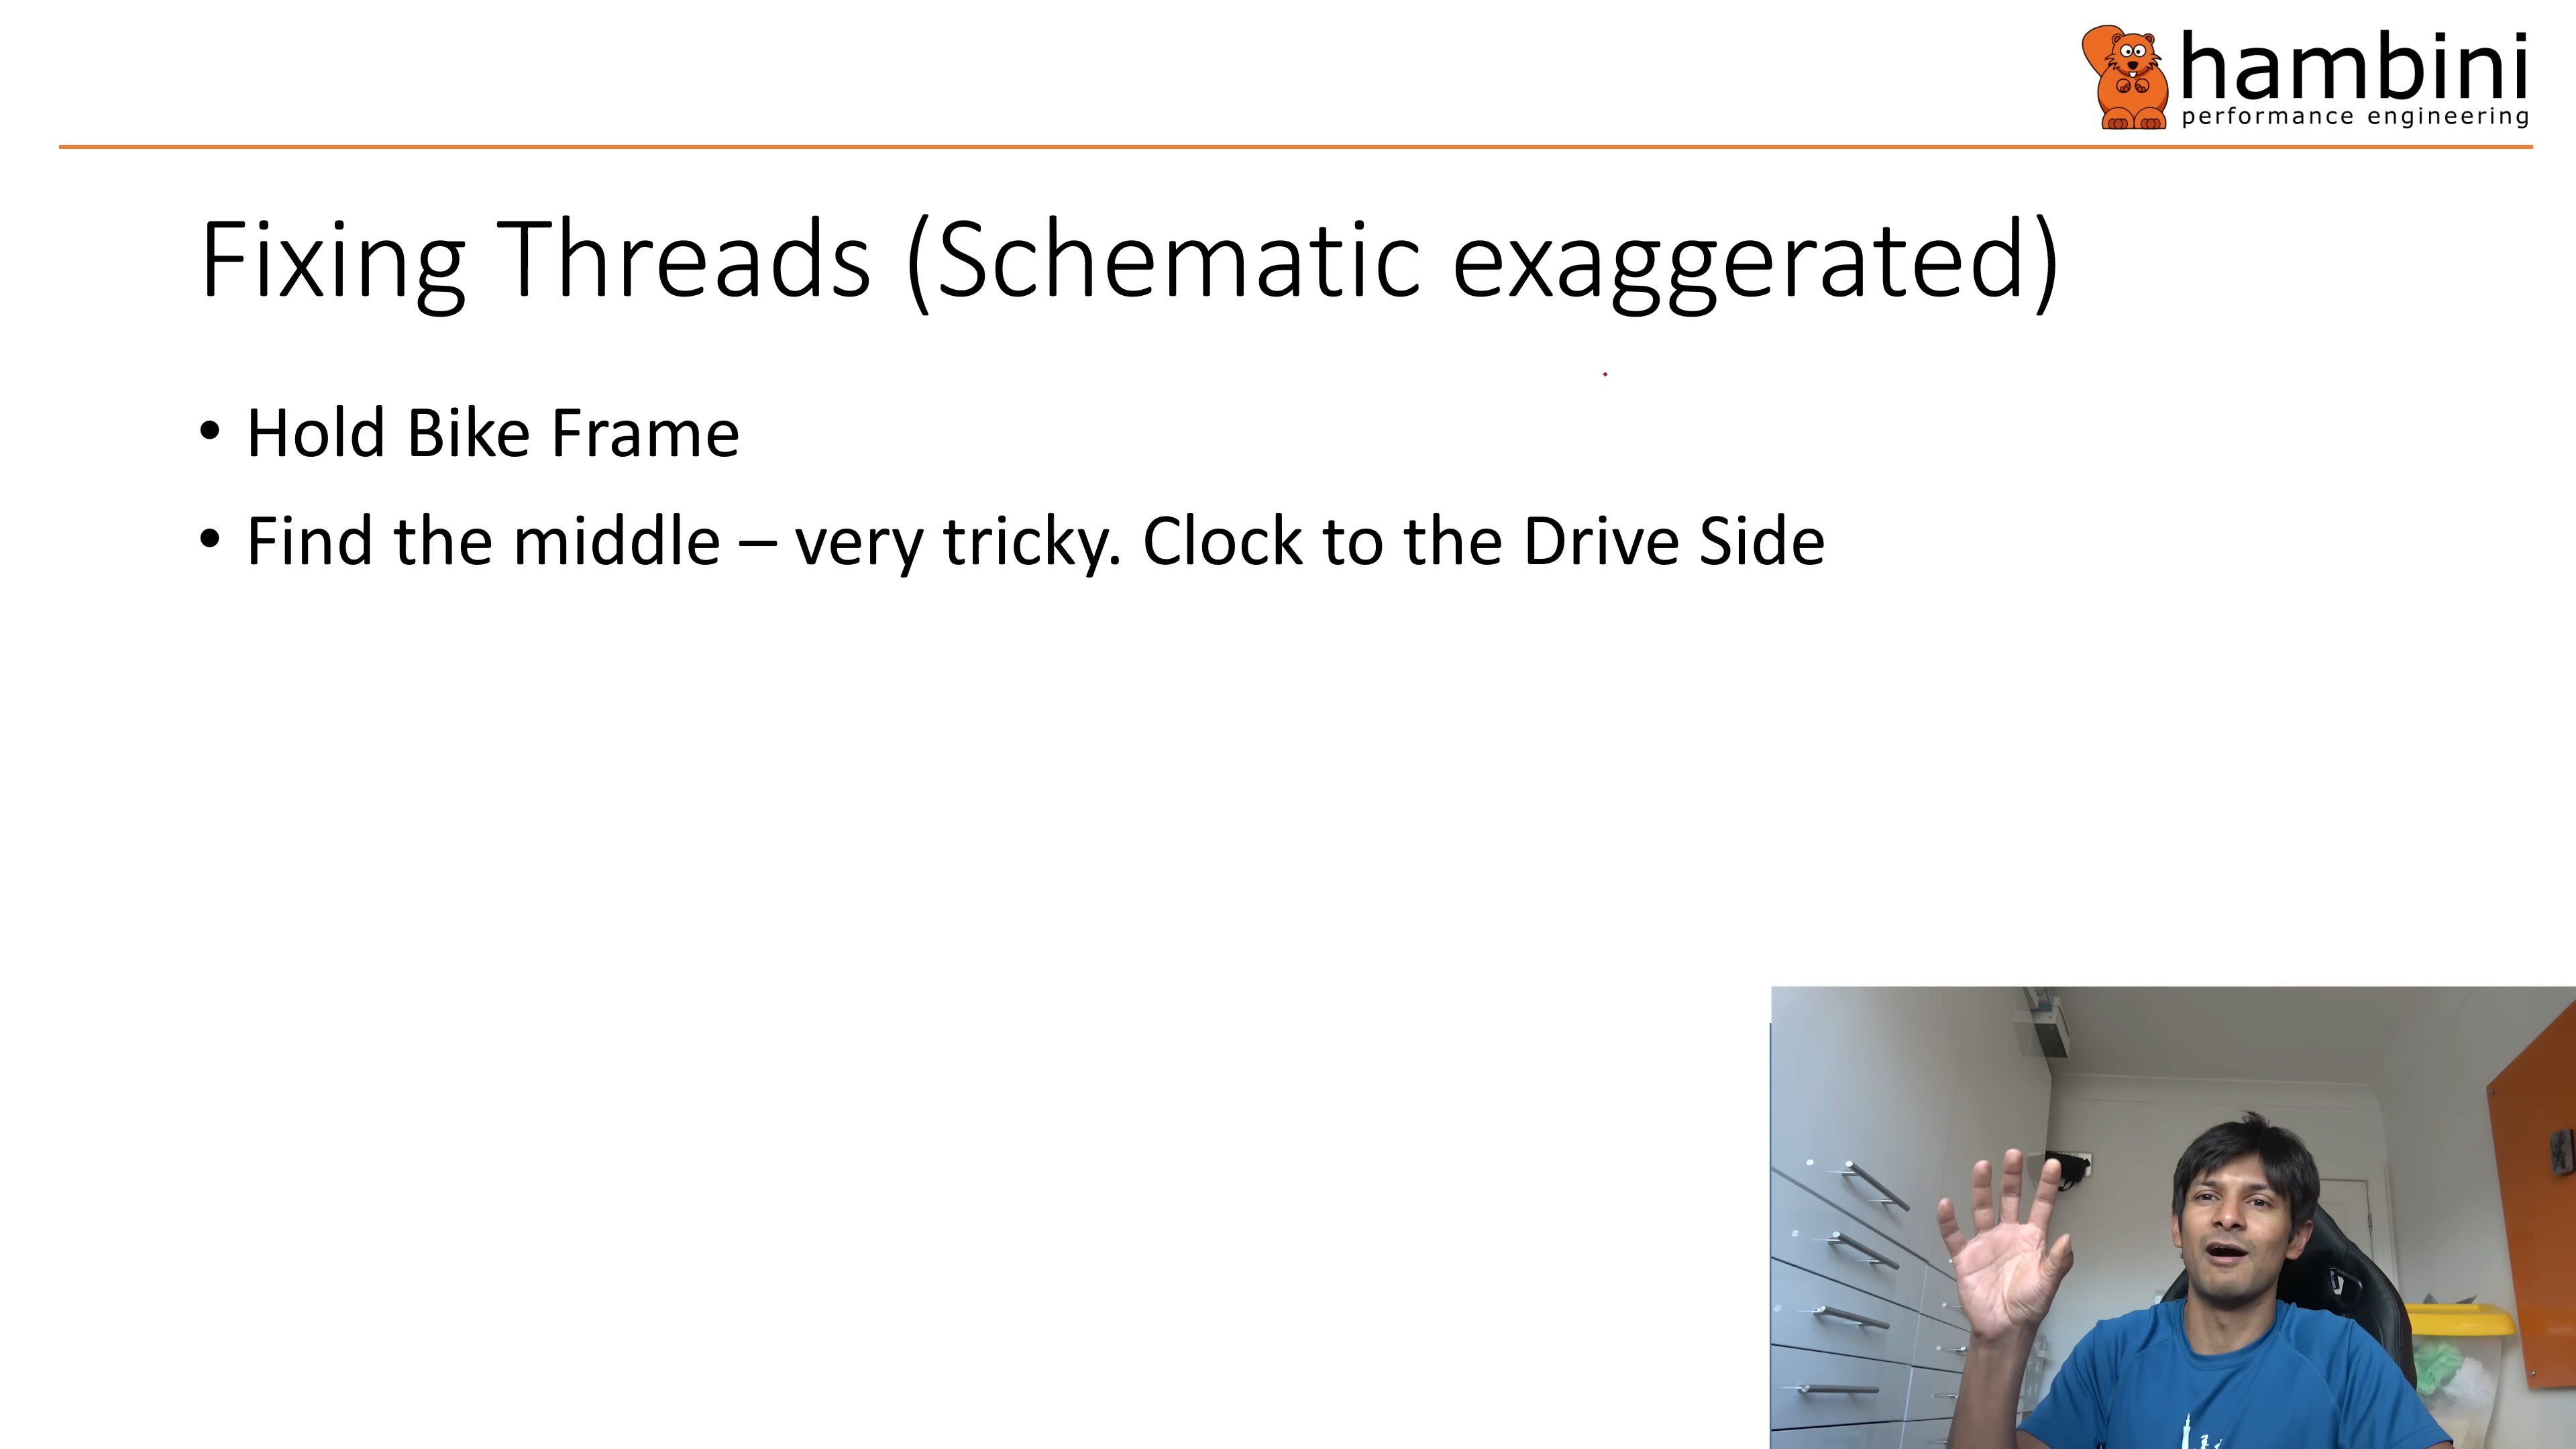 hambini
performance engineering
Fixing Threads (Schematic exaggerated)
• Hold Bike Frame
• Find the middle – very tricky. Clock to the Drive Side